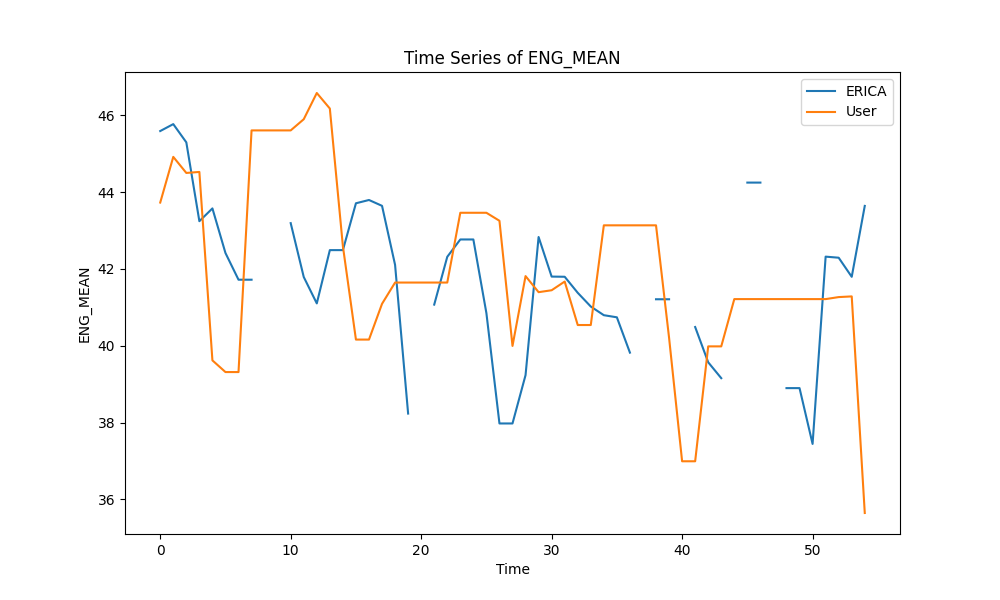 Time Series of ENG_MEAN
ERICA
User
ENG_MEAN
46
44
42
40
38
36
0 10 20 30 40 50
Time